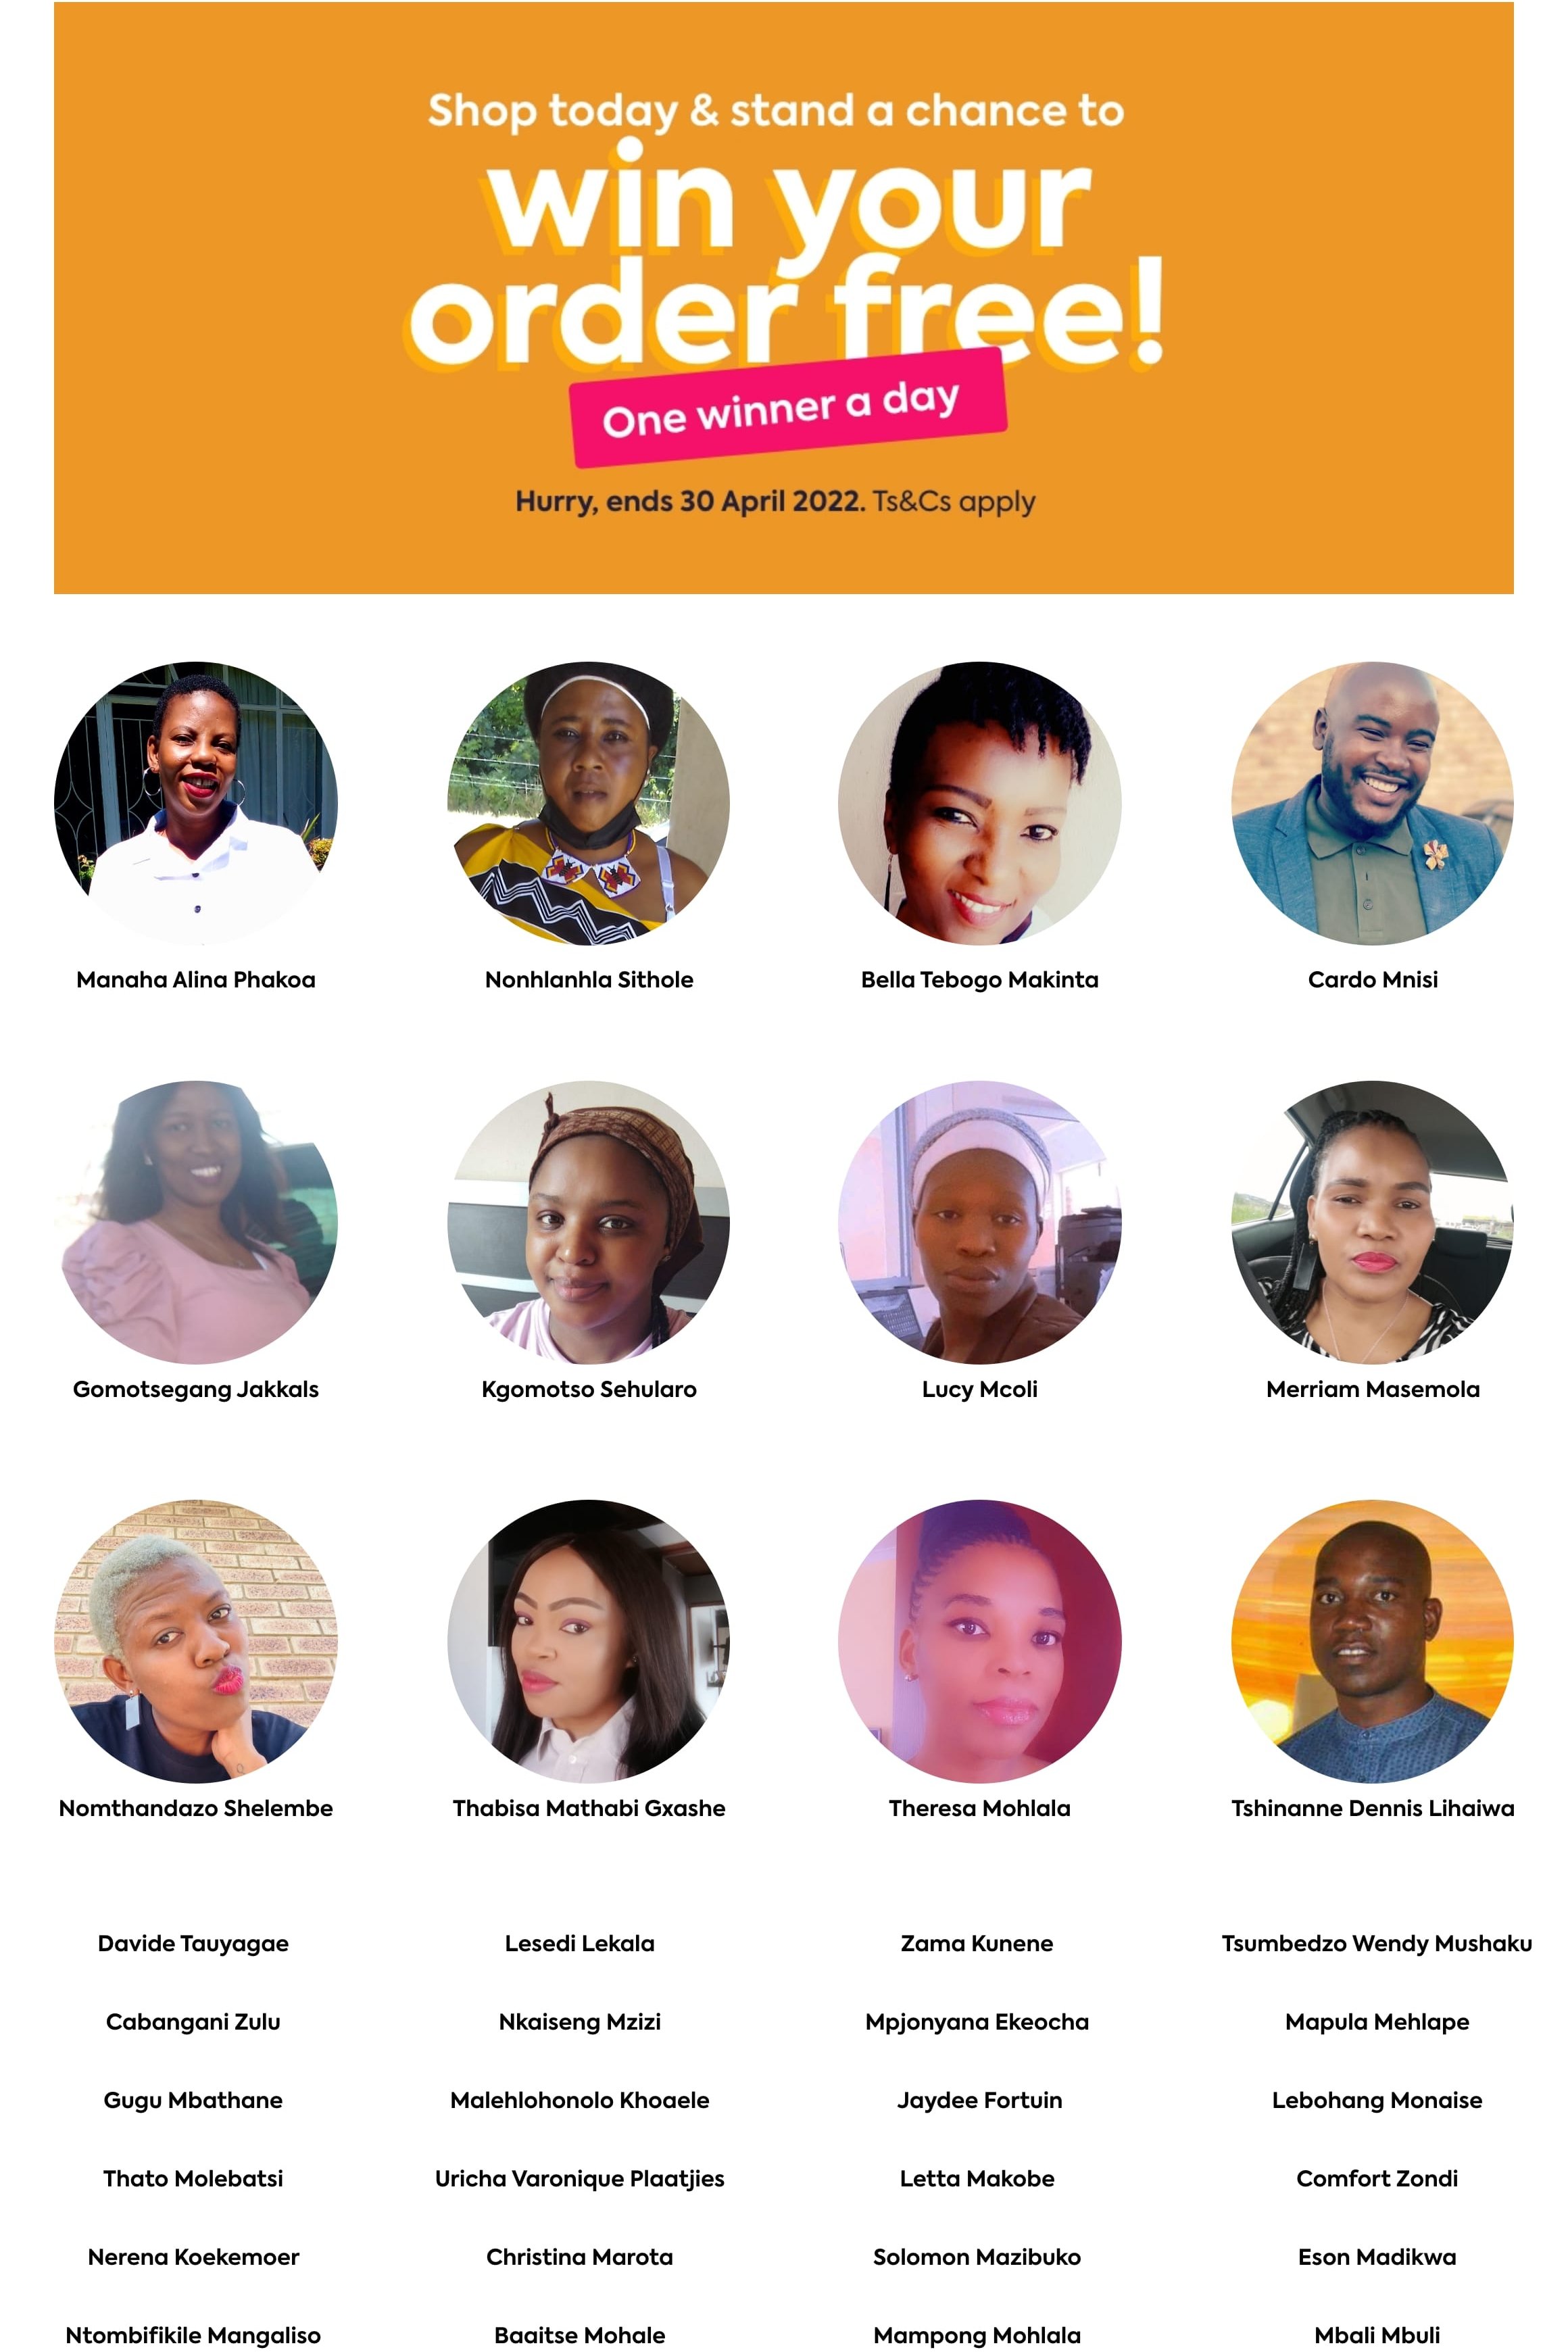 Shop today & stand a chance to
win your
order free!
One winner a day
Hurry, ends 30 April 2022. Ts&Cs apply
Manaha Alina Phakoa
Nonhlanhla Sithole
Bella Tebogo Makinta
Cardo Mnisi
Gomotsegang Jakkals
Kgomotso Sehularo
Lucy Mcoli
Merriam Masemola
Nomthandazo Shelembe
Thabisa Mathabi Gxashe
Theresa Mohlala
Tshinanne Dennis Lihaiwa
Davide Tauyagae
Lesedi Lekala
Zama Kunene
Tsumbedzo Wendy Mushaku
Cabangani Zulu
Nkaiseng Mzizi
Mpjonyana Ekeocha
Mapula Mehlape
Gugu Mbathane
Malehlohonolo Khoaele
Jaydee Fortuin
Lebohang Monaise
Thato Molebatsi
Uricha Varonique Plaatjies
Letta Makobe
Comfort Zondi
Nerena Koekemoer
Christina Marota
Solomon Mazibuko
Eson Madikwa
Ntombifikile Mangaliso
Baaitse Mohale
Mampong Mohlala
Mbali Mbuli